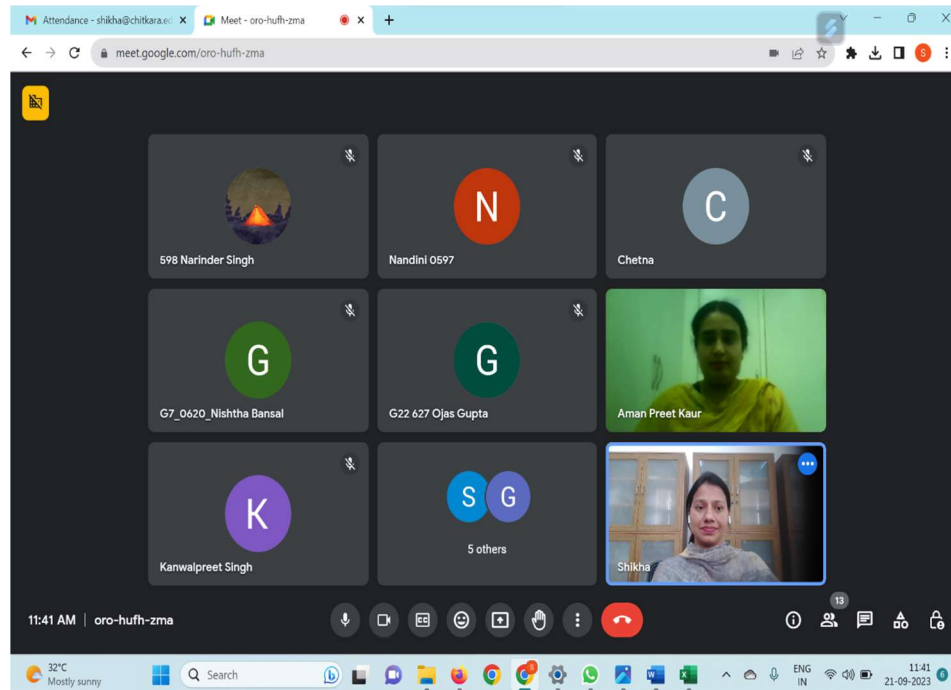 Attendance - shikha@chitkara.ed
Meet - oro-hufh-zma
meet.google.com/oro-hufh-zma
S
598 Narinder Singh
N
Nandini 0597
C
Chetna
G
G7_0620_Nishtha Bansal
G
G22 627 Ojas Gupta
Aman Preet Kaur
K
Kanwalpreet Singh
S G
5 others
Shikha
11:41 AM | oro-hufh-zma
13
32°C
Mostly sunny
Search
ENG
IN
11:41
21-09-2023